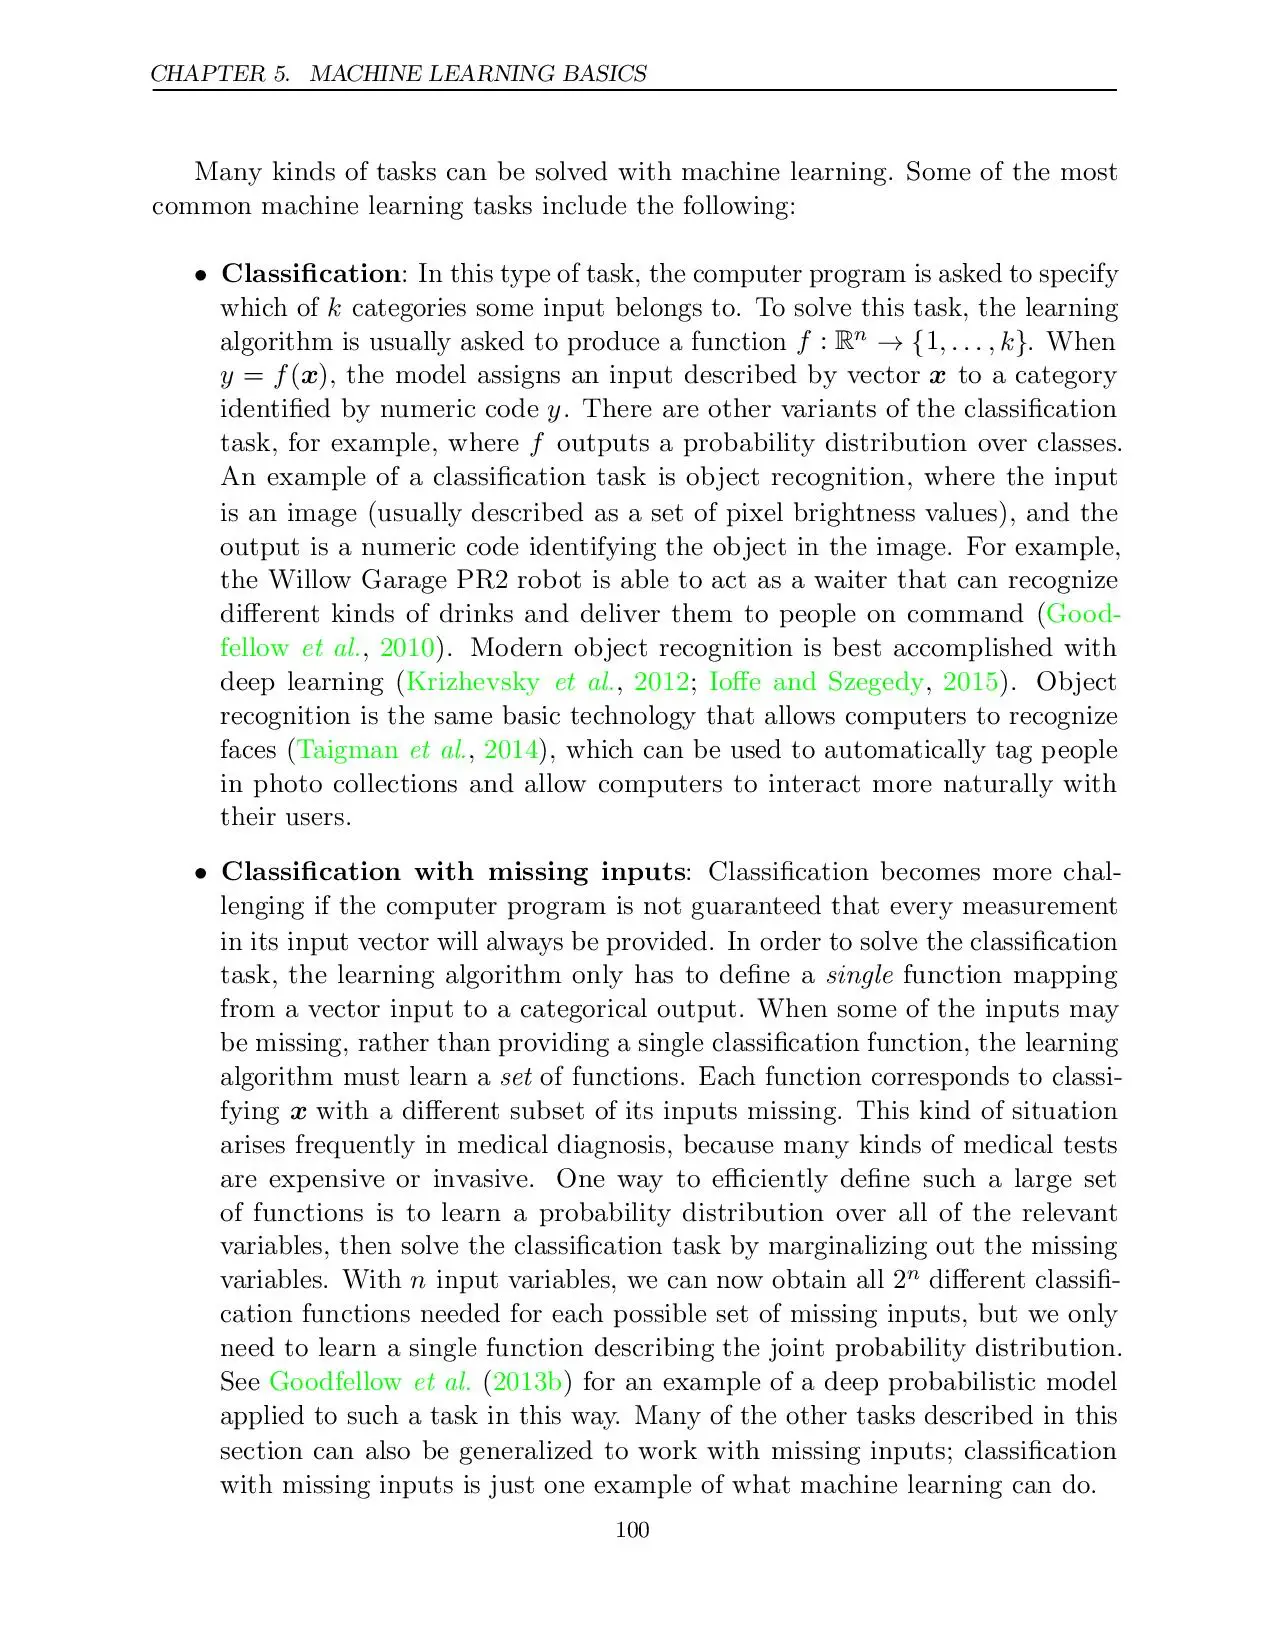 CHAPTER 5. MACHINE LEARNING BASICS
Many kinds of tasks can be solved with machine learning. Some of the most
common machine learning tasks include the following:
• Classification: In this type of task, the computer program is asked to specify
which of k categories some input belongs to. To solve this task, the learning
algorithm is usually asked to produce a function f : ℝⁿ → {1, . . . , k}. When
y = f(x), the model assigns an input described by vector x to a category
identified by numeric code y. There are other variants of the classification
task, for example, where f outputs a probability distribution over classes.
An example of a classification task is object recognition, where the input
is an image (usually described as a set of pixel brightness values), and the
output is a numeric code identifying the object in the image. For example,
the Willow Garage PR2 robot is able to act as a waiter that can recognize
different kinds of drinks and deliver them to people on command (Good-
fellow et al., 2010). Modern object recognition is best accomplished with
deep learning (Krizhevsky et al., 2012; Ioffe and Szegedy, 2015). Object
recognition is the same basic technology that allows computers to recognize
faces (Taigman et al., 2014), which can be used to automatically tag people
in photo collections and allow computers to interact more naturally with
their users.
• Classification with missing inputs: Classification becomes more chal-
lenging if the computer program is not guaranteed that every measurement
in its input vector will always be provided. In order to solve the classification
task, the learning algorithm only has to define a single function mapping
from a vector input to a categorical output. When some of the inputs may
be missing, rather than providing a single classification function, the learning
algorithm must learn a set of functions. Each function corresponds to classi-
fying x with a different subset of its inputs missing. This kind of situation
arises frequently in medical diagnosis, because many kinds of medical tests
are expensive or invasive. One way to efficiently define such a large set
of functions is to learn a probability distribution over all of the relevant
variables, then solve the classification task by marginalizing out the missing
variables. With n input variables, we can now obtain all 2ⁿ different classifi-
cation functions needed for each possible set of missing inputs, but we only
need to learn a single function describing the joint probability distribution.
See Goodfellow et al. (2013b) for an example of a deep probabilistic model
applied to such a task in this way. Many of the other tasks described in this
section can also be generalized to work with missing inputs; classification
with missing inputs is just one example of what machine learning can do.
100